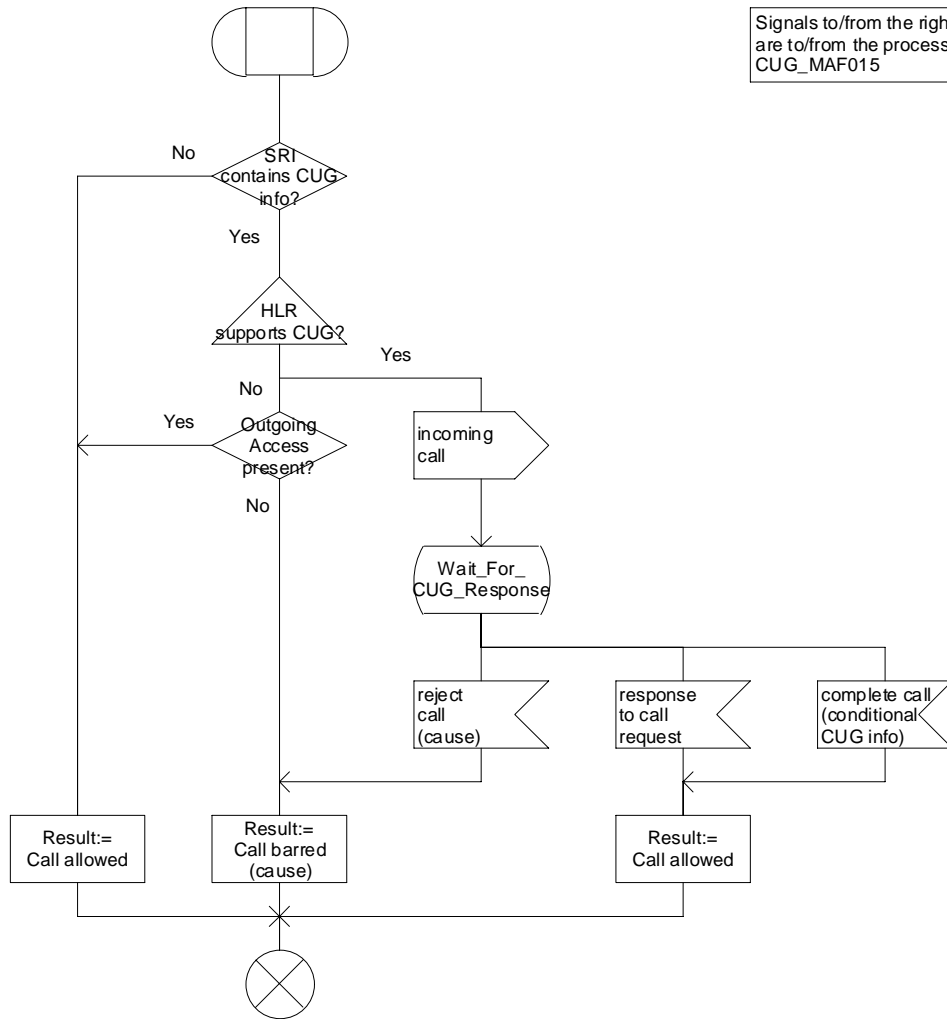 Signals to/from the righ
are to/from the process
CUG_MAF015
No
SRI
contains CUG
info?
Yes
HLR
supports CUG?
Yes
No
Yes
Outgoing
Access
present?
incoming
call
No
Wait_For_
CUG_Response
reject
call
(cause)
response
to call
request
complete call
(conditional
CUG info)
Result:=
Call allowed
Result:=
Call barred
(cause)
Result:=
Call allowed